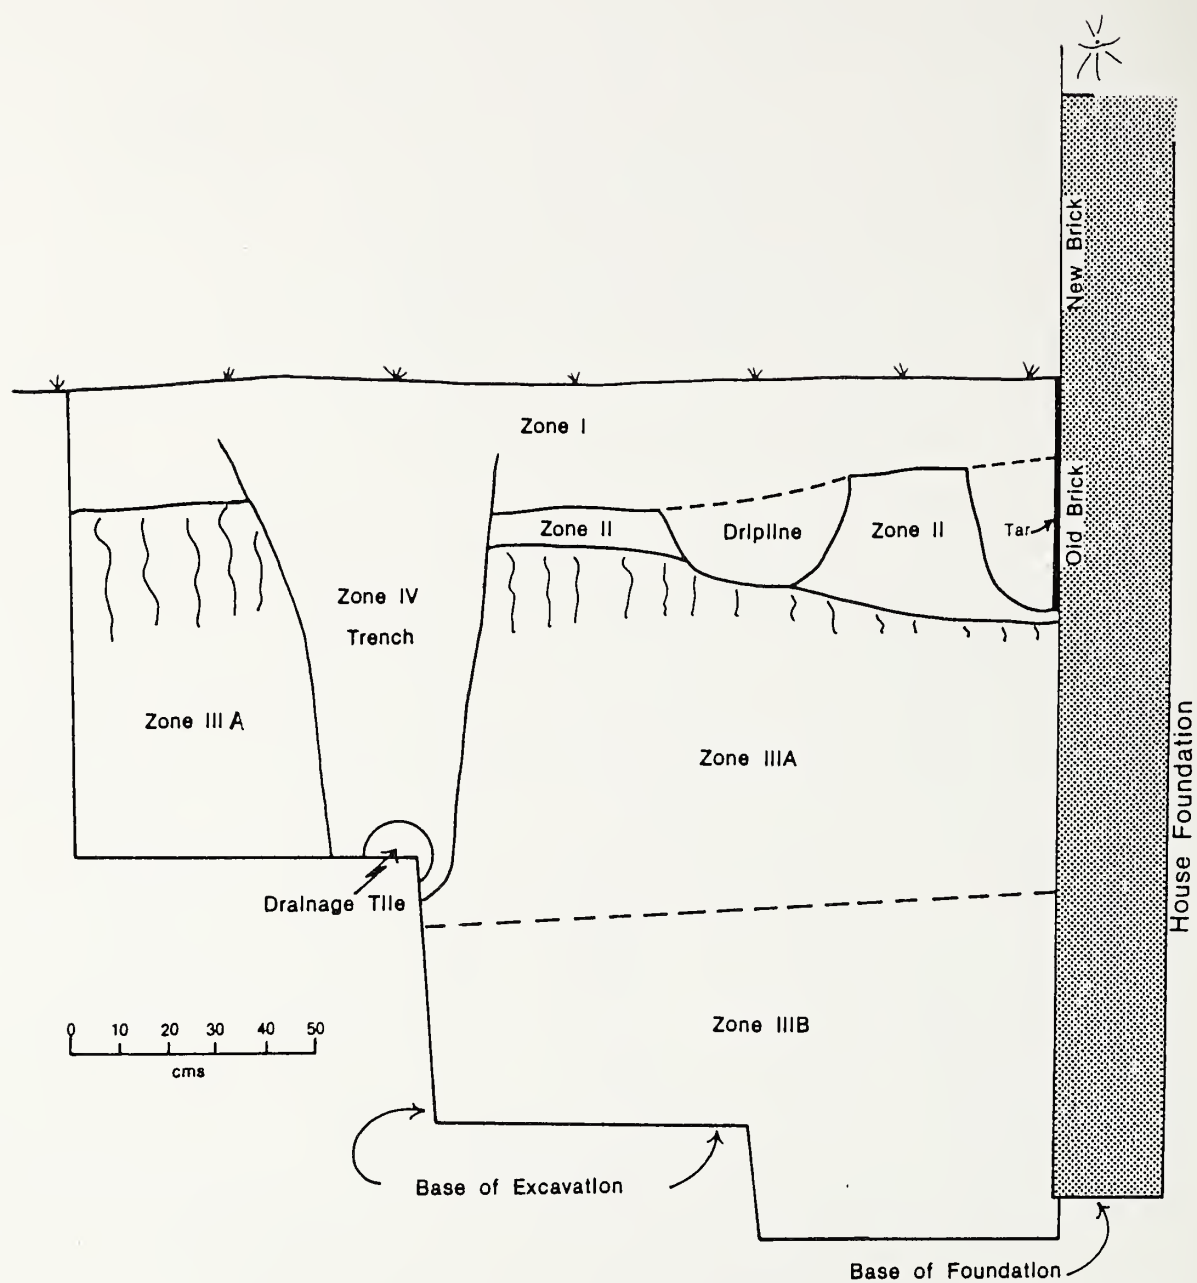 New Brick
Zone I
Old Brick
Zone II
Dripline
Zone II
Tar
Zone IV
Trench
Zone III A
Zone IIIA
House Foundation
Drainage Tile
Zone IIIB
0 10 20 30 40 50
cms
Base of Excavation
Base of Foundation